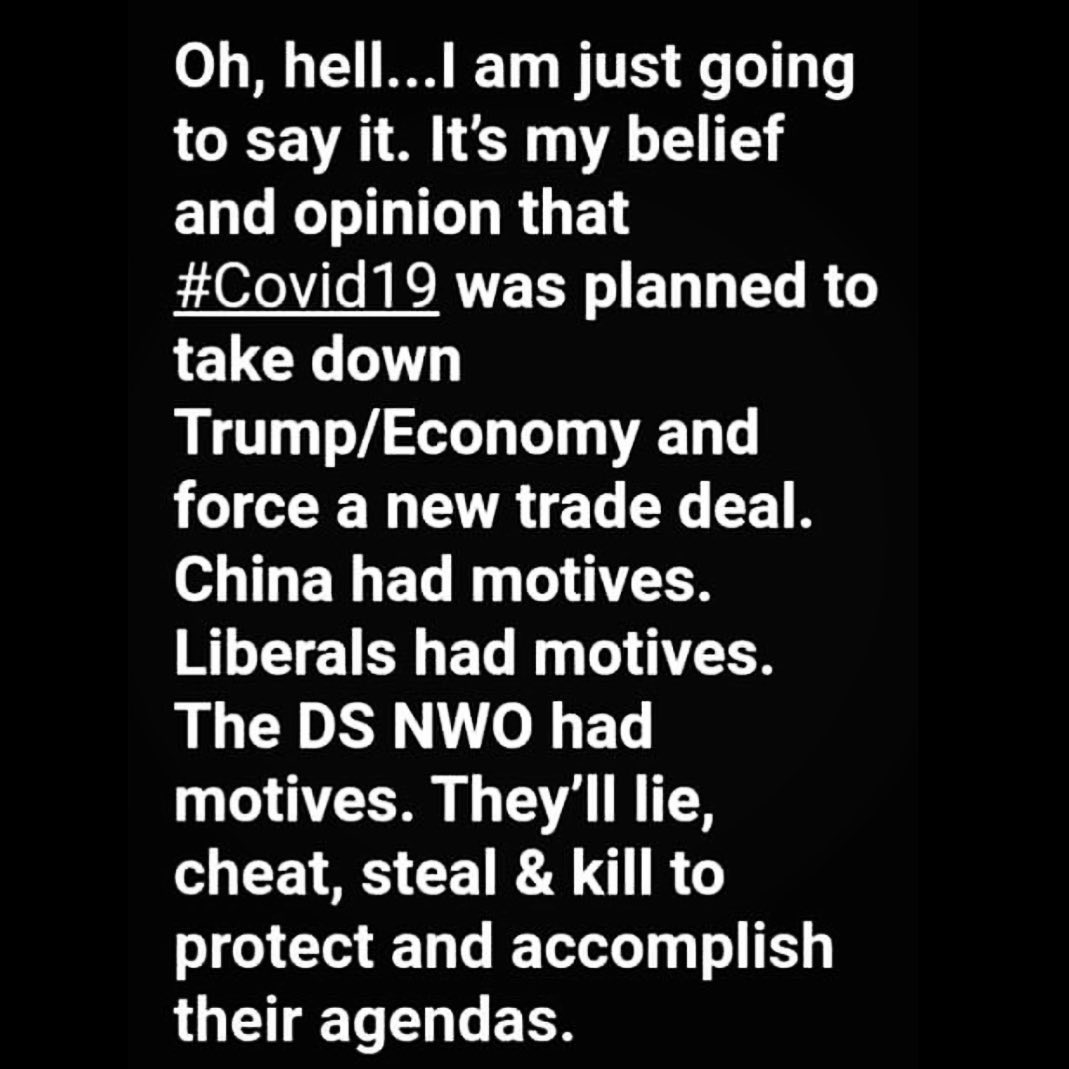 Oh, hell...I am just going
to say it. It’s my belief
and opinion that
#Covid19 was planned to
take down
Trump/Economy and
force a new trade deal.
China had motives.
Liberals had motives.
The DS NWO had
motives. They’ll lie,
cheat, steal & kill to
protect and accomplish
their agendas.